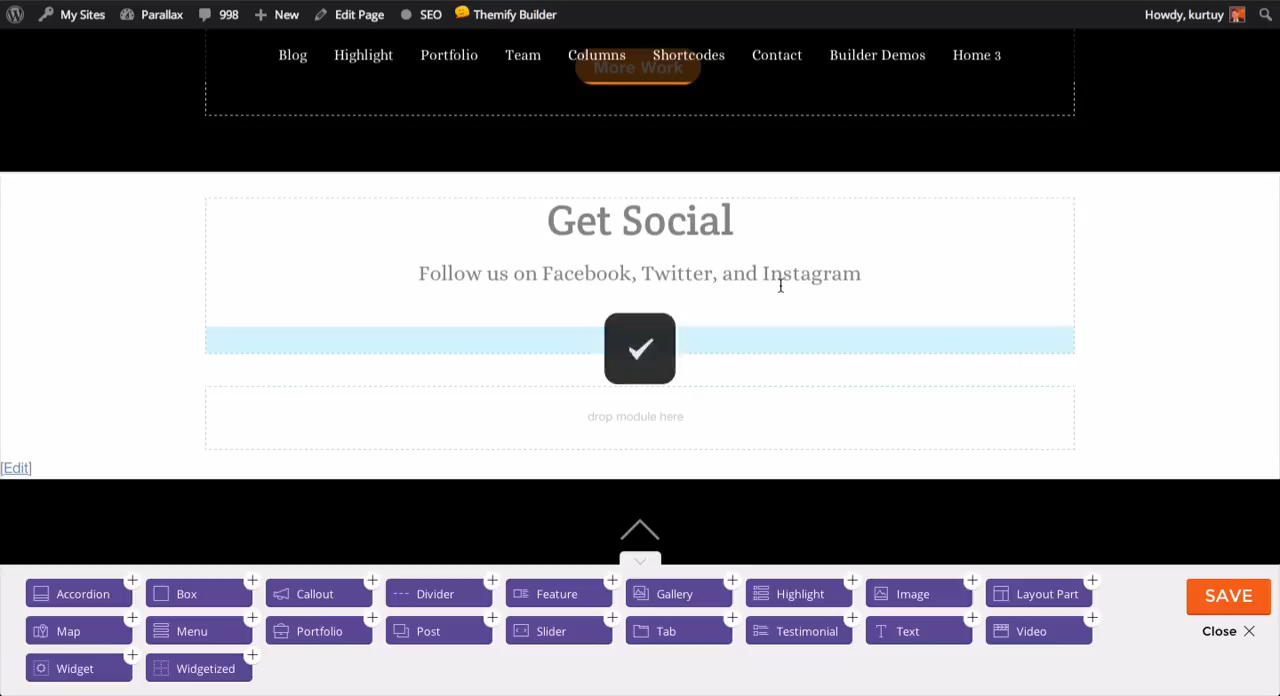 My Sites Parallax 998 New Edit Page SEO Themify Builder Howdy, kurtuy
Blog Highlight Portfolio Team Columns Shortcodes Contact Builder Demos Home 3
More Work
Get Social
Follow us on Facebook, Twitter, and Instagram
drop module here
[Edit]
Accordion Box Callout Divider Feature Gallery Highlight Image Layout Part SAVE
Map Menu Portfolio Post Slider Tab Testimonial Text Video Close
Widget Widgetized